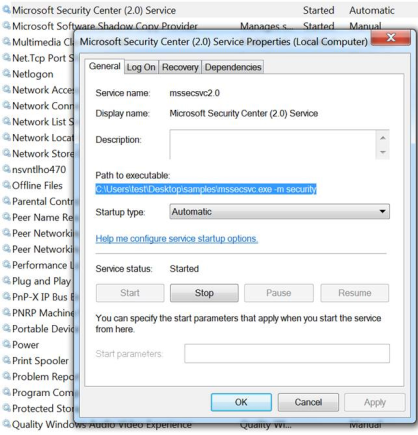 Microsoft Security Center (2.0) Service Started Automatic
Microsoft Software Shadow Copy Provider Manages s... Started Manual
Multimedia Cl
Microsoft Security Center (2.0) Service Properties (Local Computer)
Net.Tcp Port S
Netlogon
Network Acce
Network Conn
Network List S
Network Locat
Network Store
nsvntlho470
Offline Files
Parental Contr
Peer Name Re
Peer Networki
Peer Networki
Performance L
Plug and Play
PnP-X IP Bus E
PNRP Machine
Portable Devic
Power
Print Spooler
Problem Repo
Program Com
Protected Stor
Quality Windows Audio Video Experience Quality Wi... Manual
General Log On Recovery Dependencies
Service name: mssecsvc2.0
Display name: Microsoft Security Center (2.0) Service
Description:
Path to executable:
C:\Users\test\Desktop\samples\mssecsvc.exe -m security
Startup type: Automatic
Help me configure service startup options.
Service status: Started
Start Stop Pause Resume
You can specify the start parameters that apply when you start the service
from here.
Start parameters:
OK Cancel Apply